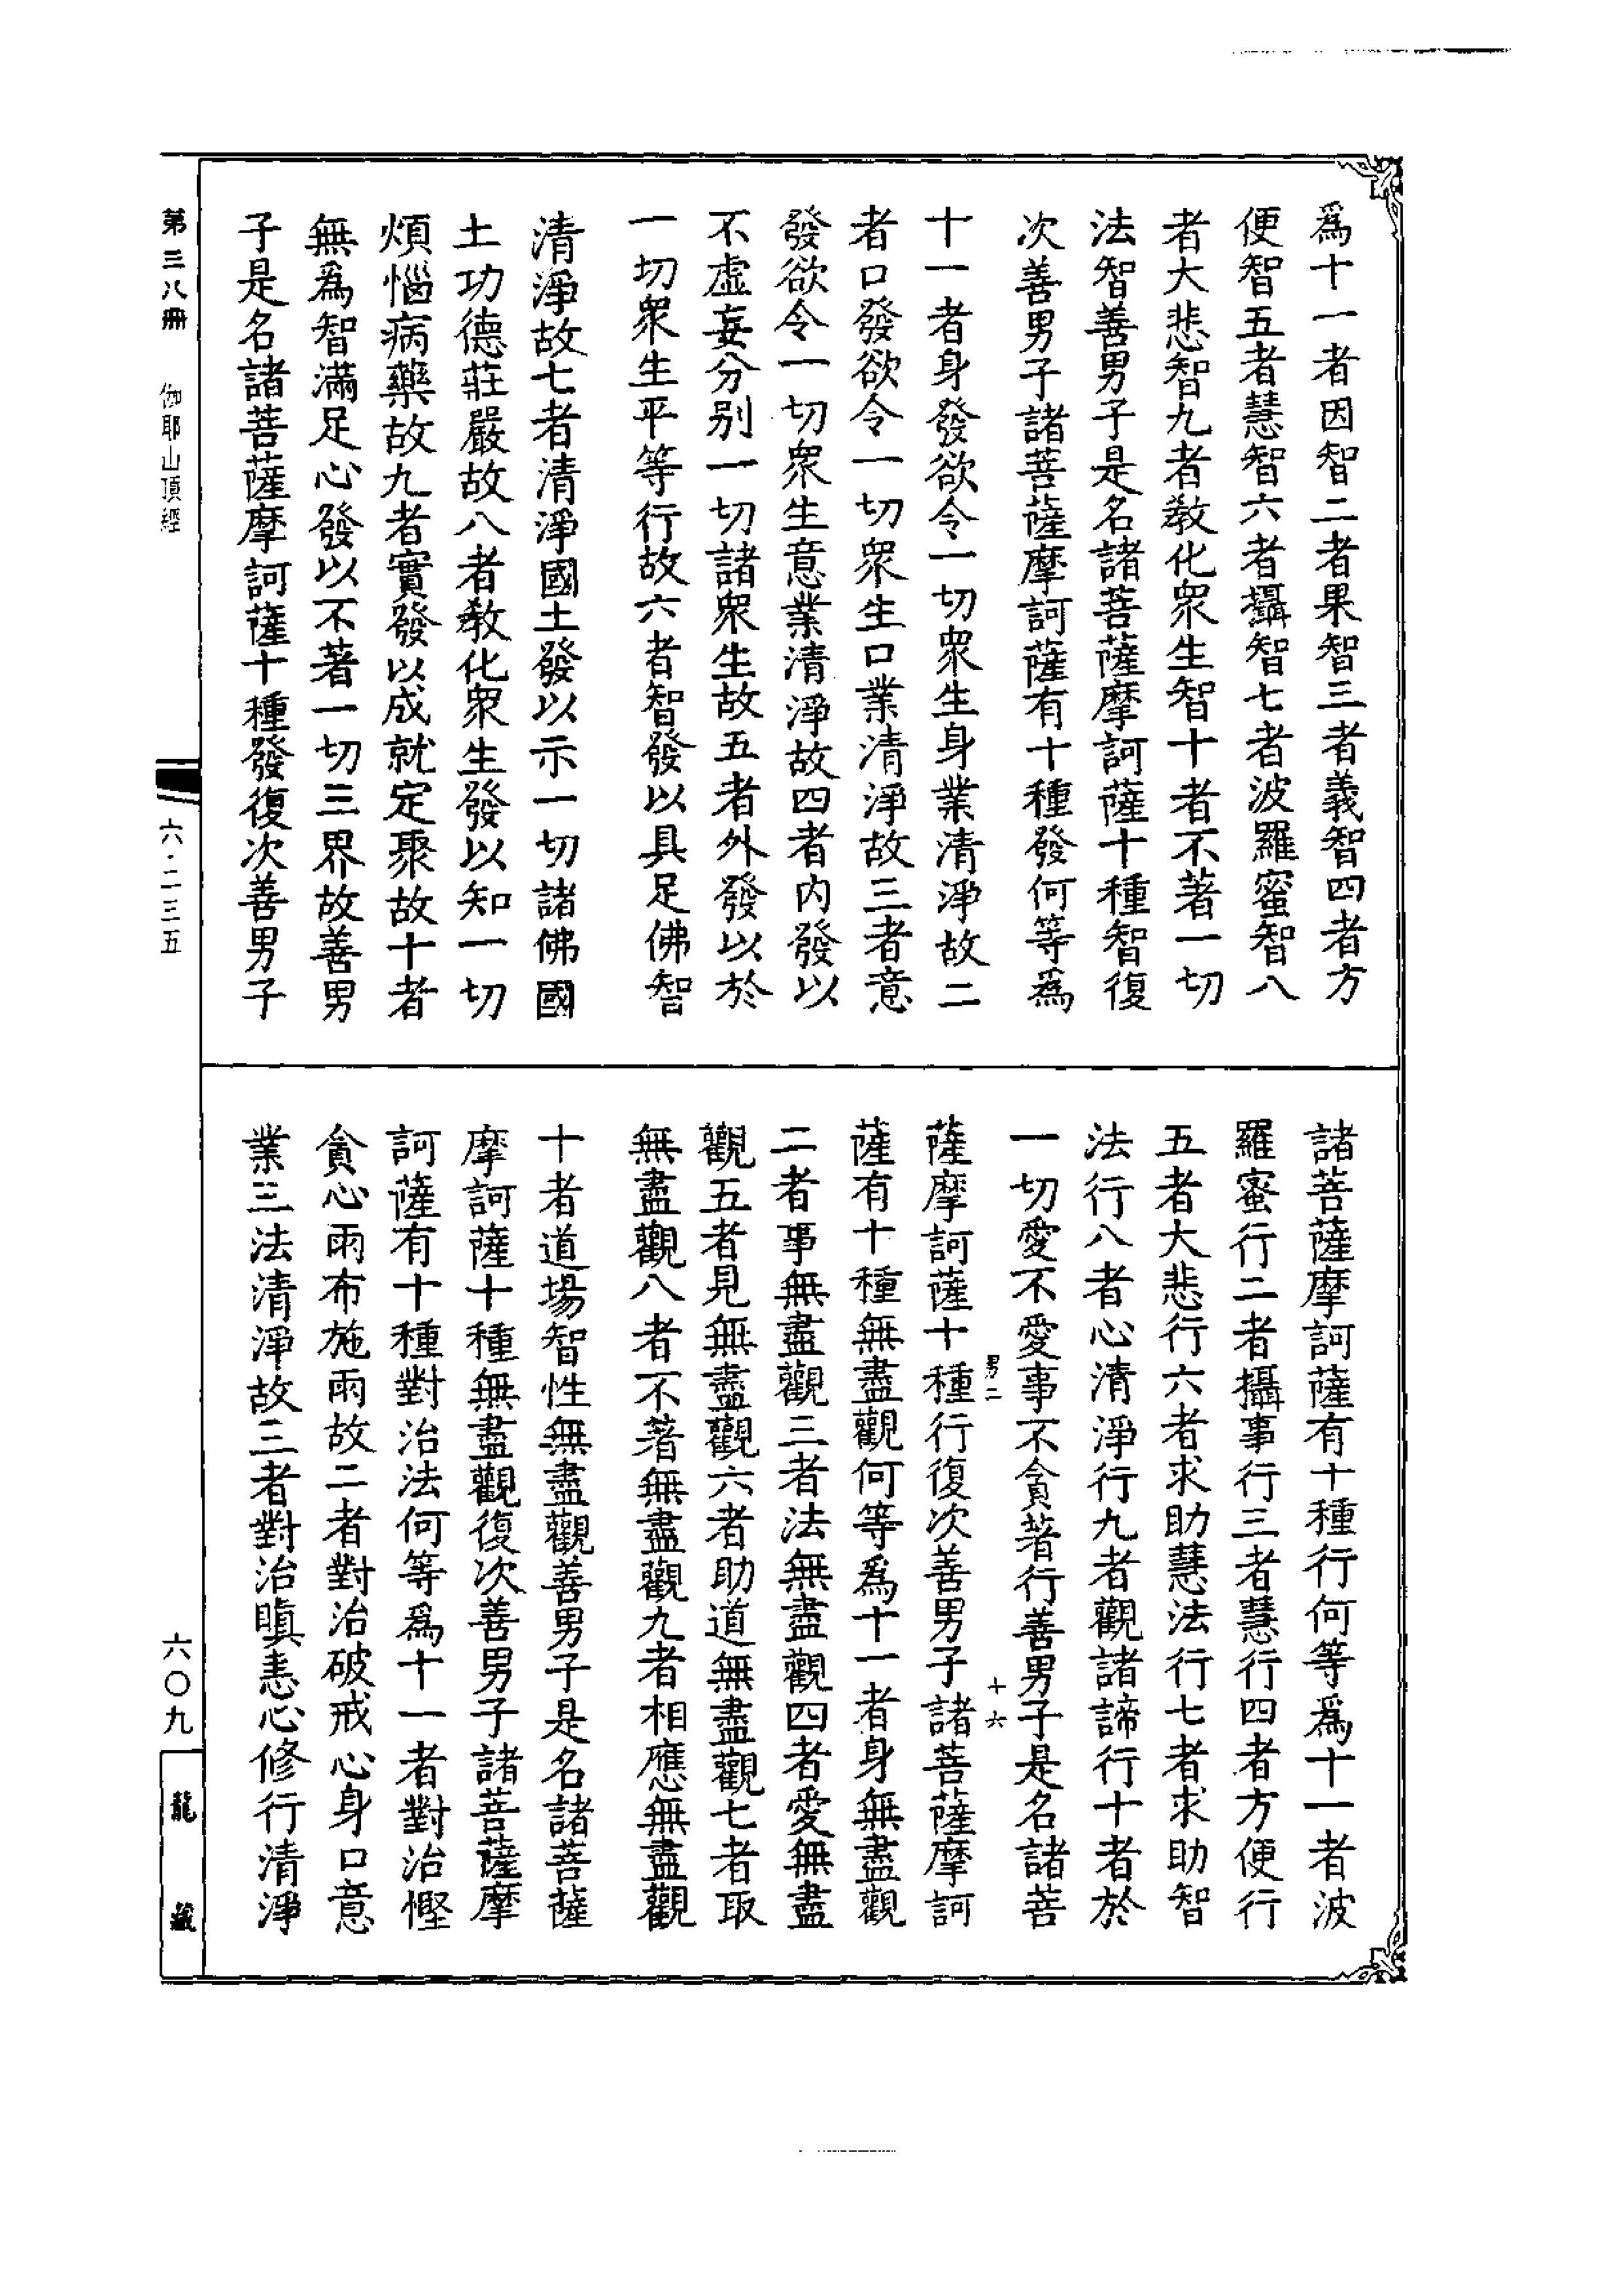 爲十一者因智二者果智三者義智四者方
便智五者慧智六者攝智七者波羅蜜智八
者大悲智九者敎化衆生智十者不著一切
法智善男子是名諸菩薩摩訶薩十種智復
次善男子諸菩薩摩訶薩有十種發何等爲
十一者身發欲令一切衆生身業清淨故二
者口發欲令一切衆生口業清淨故三者意
發欲令一切衆生意業清淨故四者內發以
不虛妄分別一切諸衆生故五者外發以於
一切衆生平等行故六者智發以具足佛智
清淨故七者清淨國土發以示一切諸佛國
土功德莊嚴故八者敎化衆生發以知一切
煩惱病藥故九者實發以成就定聚故十者
無爲智滿足心發以不著一切三界故善男
子是名諸菩薩摩訶薩十種發復次善男子
諸菩薩摩訶薩有十種行何等爲十一者波
羅蜜行二者攝事行三者慧行四者方便行
五者大悲行六者求助慧法行七者求助智
法行八者心清淨行九者觀諸諦行十者於
一切愛不愛事不貪著行善男子是名諸菩
男二
十六
薩摩訶薩十種行復次善男子諸菩薩摩訶
薩有十種無盡觀何等爲十一者身無盡觀
二者事無盡觀三者法無盡觀四者愛無盡
觀五者見無盡觀六者助道無盡觀七者取
無盡觀八者不著無盡觀九者相應無盡觀
十者道場智性無盡觀善男子是名諸菩薩
摩訶薩十種無盡觀復次善男子諸菩薩摩
訶薩有十種對治法何等爲十一者對治慳
貪心雨布施雨故二者對治破戒心身口意
業三法清淨故三者對治瞋恚心修行清淨
第三八冊 伽耶山頂經
六·二三五
六〇九
龍藏